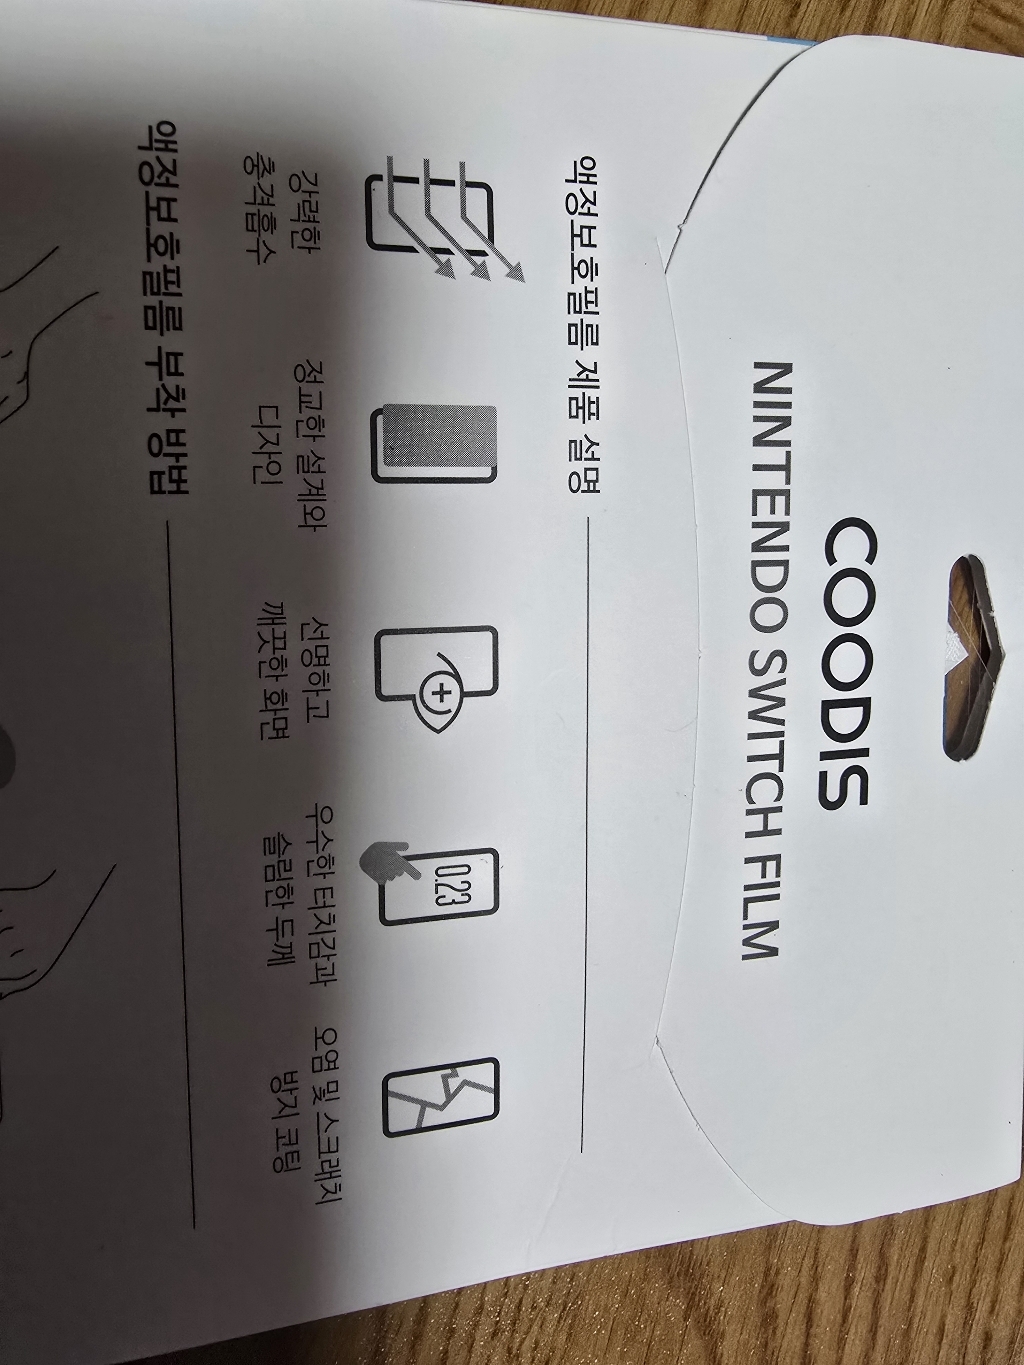 COODIS
NINTENDO SWITCH FILM
액정보호필름 제품 설명
강력한
충격흡수
정교한 설계와
디자인
선명하고
깨끗한 화면
0.23
우수한 터치감과
슬림한 두께
오염 및 스크래치
방지 코팅
액정보호필름 부착 방법